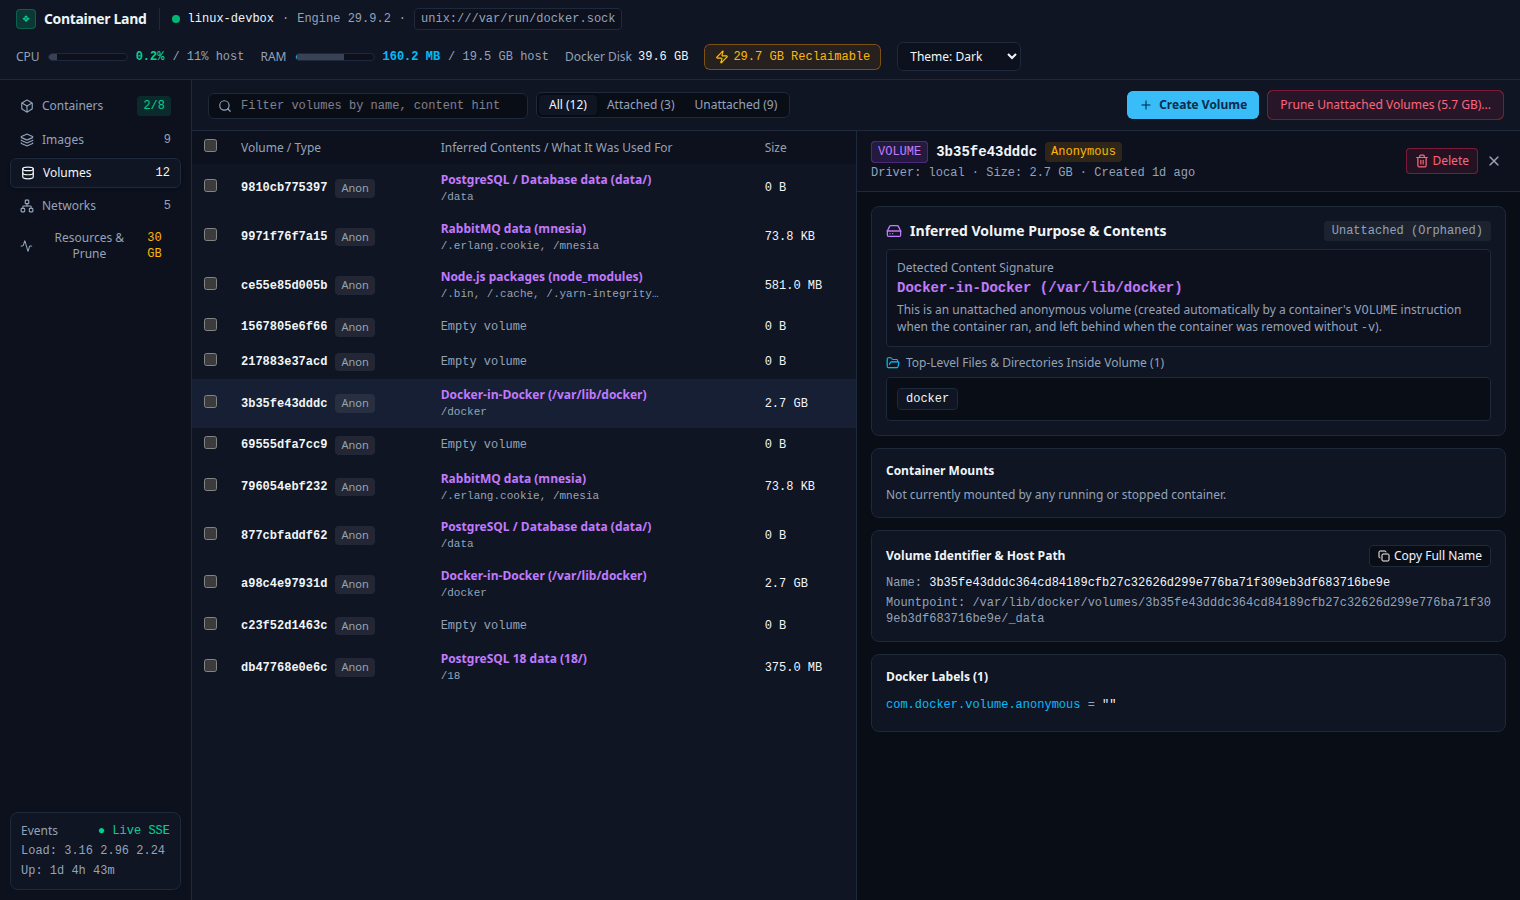 Container Land
linux-devbox · Engine 29.9.2 · unix:///var/run/docker.sock
CPU 0.2% / 11% host RAM 160.2 MB / 19.5 GB host Docker Disk 39.6 GB 29.7 GB Reclaimable Theme: Dark
Containers 2/8
Images 9
Volumes 12
Networks 5
Resources & Prune 30 GB
Events ● Live SSE
Load: 3.16 2.96 2.24
Up: 1d 4h 43m
Filter volumes by name, content hint All (12) Attached (3) Unattached (9) + Create Volume Prune Unattached Volumes (5.7 GB)...
Volume / Type Inferred Contents / What It Was Used For Size
9810cb775397 Anon PostgreSQL / Database data (data/) 0 B
/data
9971f76f7a15 Anon RabbitMQ data (mnesia) 73.8 KB
/.erlang.cookie, /mnesia
ce55e85d005b Anon Node.js packages (node_modules) 581.0 MB
/.bin, /.cache, /.yarn-integrity…
1567805e6f66 Anon Empty volume 0 B
217883e37acd Anon Empty volume 0 B
3b35fe43dddc Anon Docker-in-Docker (/var/lib/docker) 2.7 GB
/docker
69555dfa7cc9 Anon Empty volume 0 B
796054ebf232 Anon RabbitMQ data (mnesia) 73.8 KB
/.erlang.cookie, /mnesia
877cbfaddf62 Anon PostgreSQL / Database data (data/) 0 B
/data
a98c4e97931d Anon Docker-in-Docker (/var/lib/docker) 2.7 GB
/docker
c23f52d1463c Anon Empty volume 0 B
db47768e0e6c Anon PostgreSQL 18 data (18/) 375.0 MB
/18
VOLUME 3b35fe43dddc Anonymous Delete
Driver: local · Size: 2.7 GB · Created 1d ago
Inferred Volume Purpose & Contents Unattached (Orphaned)
Detected Content Signature
Docker-in-Docker (/var/lib/docker)
This is an unattached anonymous volume (created automatically by a container's VOLUME instruction
when the container ran, and left behind when the container was removed without -v).
Top-Level Files & Directories Inside Volume (1)
docker
Container Mounts
Not currently mounted by any running or stopped container.
Volume Identifier & Host Path Copy Full Name
Name: 3b35fe43dddc364cd84189cfb27c32626d299e776ba71f309eb3df683716be9e
Mountpoint: /var/lib/docker/volumes/3b35fe43dddc364cd84189cfb27c32626d299e776ba71f30
9eb3df683716be9e/_data
Docker Labels (1)
com.docker.volume.anonymous = ""